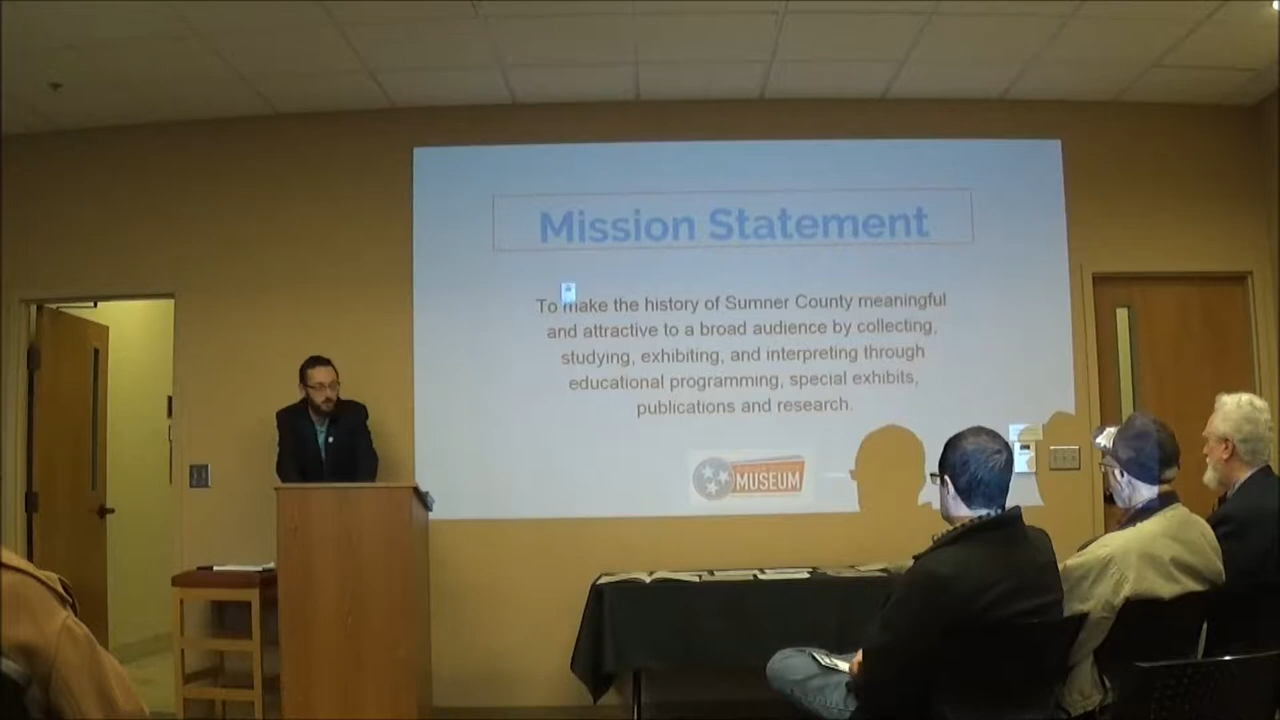 Mission Statement
To make the history of Sumner County meaningful
and attractive to a broad audience by collecting,
studying, exhibiting, and interpreting through
educational programming, special exhibits,
publications and research.
MUSEUM